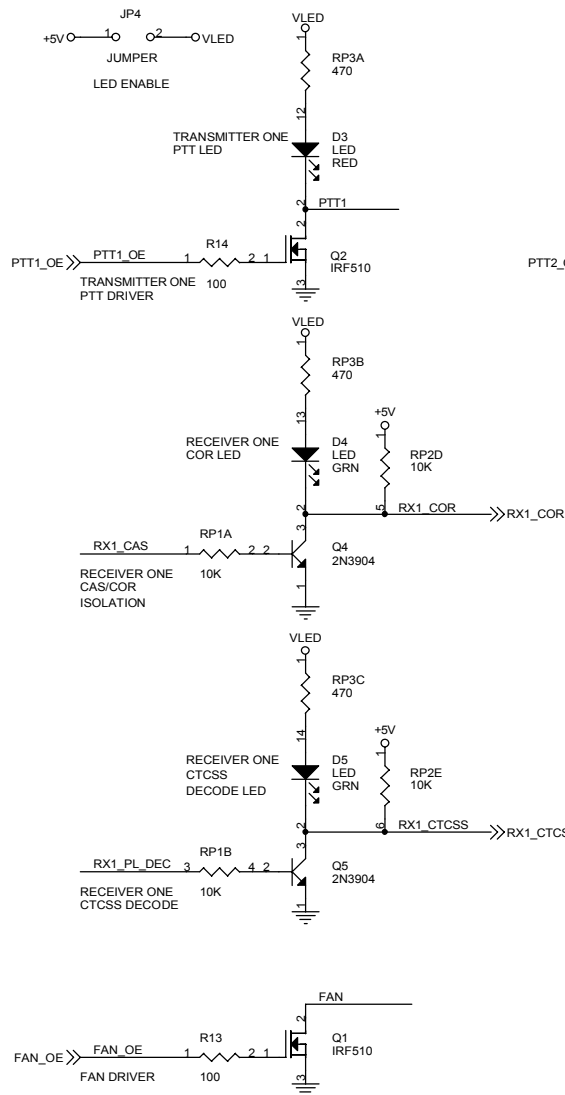 JP4
+5V 1 2 VLED
JUMPER
LED ENABLE
VLED
1
RP3A
470
12
TRANSMITTER ONE
PTT LED
D3
LED
RED
2
PTT1
2
PTT1_OE PTT1_OE 1 R14 2 1
100
Q2
IRF510
3
TRANSMITTER ONE
PTT DRIVER
PTT2_
VLED
1
RP3B
470
13
+5V
1
RP2D
10K
RECEIVER ONE
COR LED
D4
LED
GRN
2
5
RX1_COR RX1_COR
3
RX1_CAS 1 RP1A 2 2
10K
Q4
2N3904
1
RECEIVER ONE
CAS/COR
ISOLATION
VLED
1
RP3C
470
14
+5V
1
RP2E
10K
RECEIVER ONE
CTCSS
DECODE LED
D5
LED
GRN
2
6
RX1_CTCSS RX1_CTCS
3
RX1_PL_DEC 3 RP1B 4 2
10K
Q5
2N3904
1
RECEIVER ONE
CTCSS DECODE
FAN
2
FAN_OE FAN_OE 1 R13 2 1
100
Q1
IRF510
3
FAN DRIVER